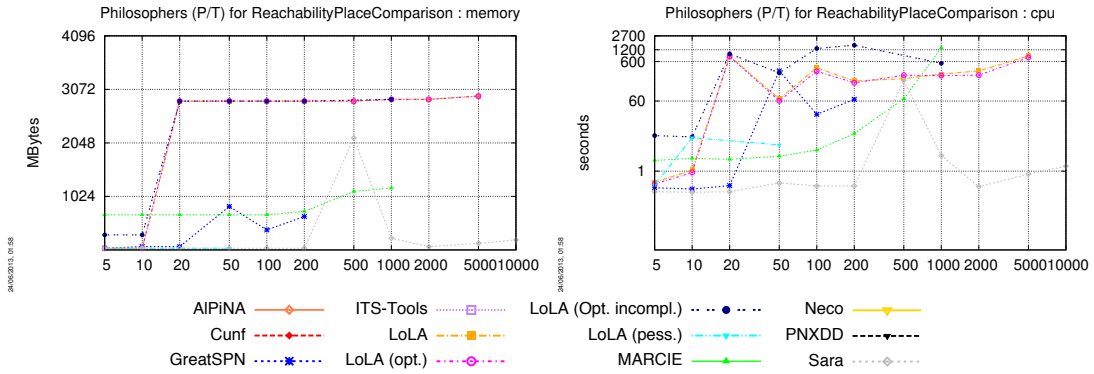 Philosophers (P/T) for ReachabilityPlaceComparison : memory
4096
3072
2048
1024
MBytes
5 10 20 50 100 200 500 1000 2000 5000 10000
24/06/2013, 01:58
Philosophers (P/T) for ReachabilityPlaceComparison : cpu
2700
1200
600
60
1
seconds
5 10 20 50 100 200 500 1000 2000 5000 10000
24/06/2013, 01:58
AlPiNA
Cunf
GreatSPN
ITS-Tools
LoLA
LoLA (opt.)
LoLA (Opt. incompl.)
LoLA (pess.)
MARCIE
Neco
PNXDD
Sara